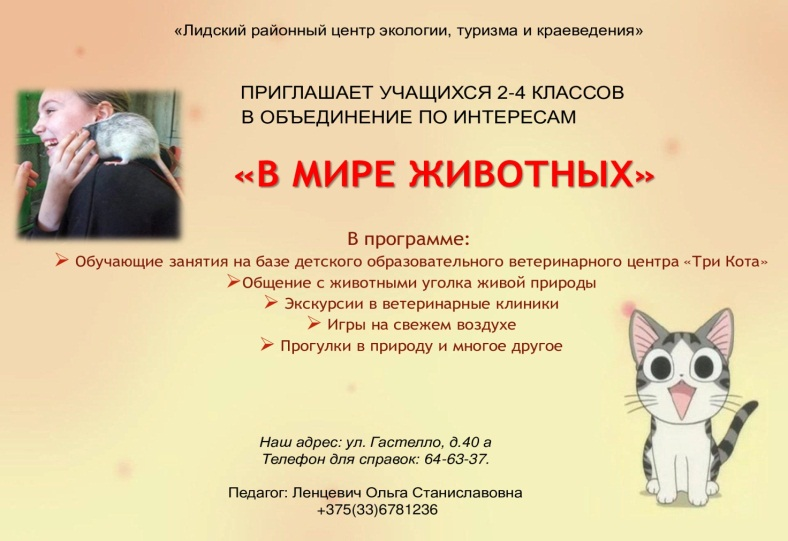 «Лидский районный центр экологии, туризма и краеведения»
ПРИГЛАШАЕТ УЧАЩИХСЯ 2-4 КЛАССОВ
В ОБЪЕДИНЕНИЕ ПО ИНТЕРЕСАМ
«В МИРЕ ЖИВОТНЫХ»
В программе:
➢ Обучающие занятия на базе детского образовательного ветеринарного центра «Три Кота»
➢Общение с животными уголка живой природы
➢ Экскурсии в ветеринарные клиники
➢ Игры на свежем воздухе
➢ Прогулки в природу и многое другое
Наш адрес: ул. Гастелло, д.40 а
Телефон для справок: 64-63-37.
Педагог: Ленцевич Ольга Станиславовна
+375(33)6781236